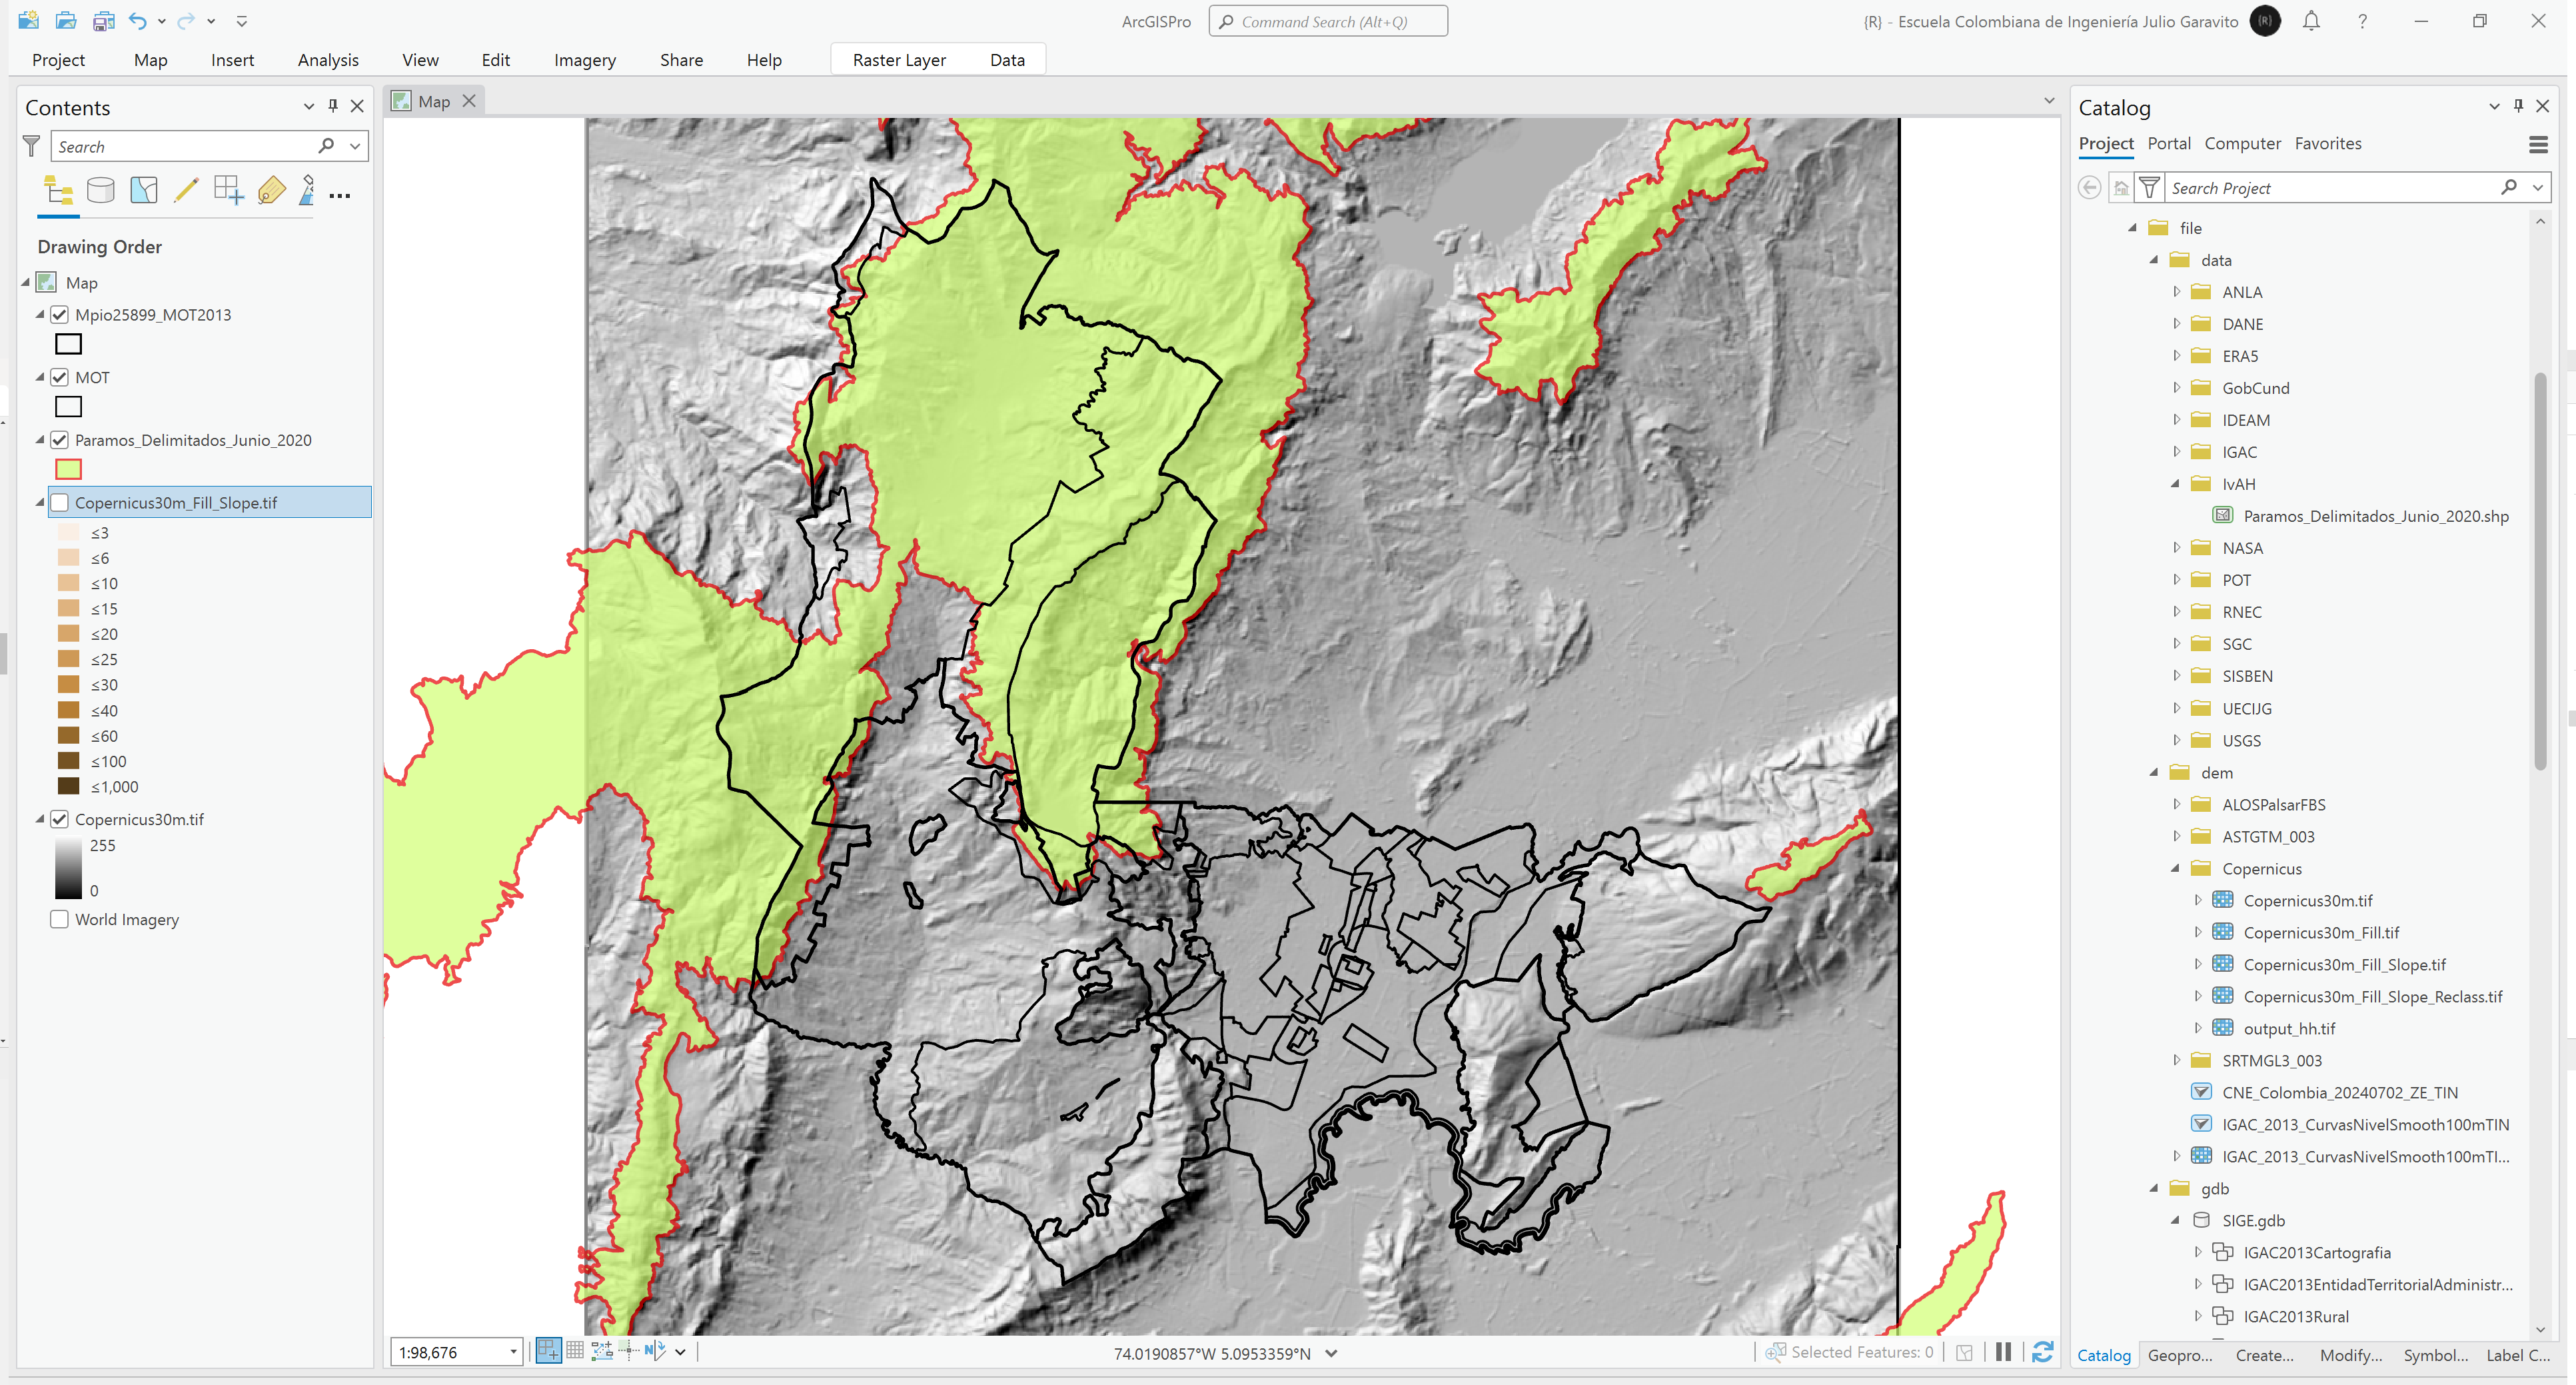 ArcGISPro
Command Search (Alt+Q)
{R} - Escuela Colombiana de Ingeniería Julio Garavito
{R}
?
Project Map Insert Analysis View Edit Imagery Share Help Raster Layer Data
Contents
Search
Drawing Order
Map
Mpio25899_MOT2013
MOT
Paramos_Delimitados_Junio_2020
Copernicus30m_Fill_Slope.tif
≤3
≤6
≤10
≤15
≤20
≤25
≤30
≤40
≤60
≤100
≤1,000
Copernicus30m.tif
255
0
World Imagery
Map
1:98,676
74.0190857°W 5.0953359°N
Selected Features: 0
Catalog
Project Portal Computer Favorites
Search Project
file
data
ANLA
DANE
ERA5
GobCund
IDEAM
IGAC
IvAH
Paramos_Delimitados_Junio_2020.shp
NASA
POT
RNEC
SGC
SISBEN
UECIJG
USGS
dem
ALOSPalsarFBS
ASTGTM_003
Copernicus
Copernicus30m.tif
Copernicus30m_Fill.tif
Copernicus30m_Fill_Slope.tif
Copernicus30m_Fill_Slope_Reclass.tif
output_hh.tif
SRTMGL3_003
CNE_Colombia_20240702_ZE_TIN
IGAC_2013_CurvasNivelSmooth100mTIN
IGAC_2013_CurvasNivelSmooth100mTI...
gdb
SIGE.gdb
IGAC2013Cartografia
IGAC2013EntidadTerritorialAdministr...
IGAC2013Rural
Catalog Geopro... Create... Modify... Symbol... Label C...